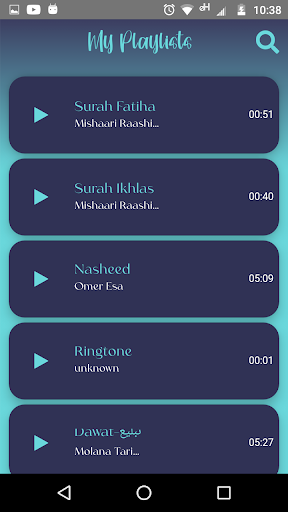 10:38
My Playlists
Surah Fatiha
Mishaari Raashi...
00:51
Surah Ikhlas
Mishaari Raashi...
00:40
Nasheed
Omer Esa
05:09
Ringtone
unknown
00:01
Dawat-تبليغ
Molana Tari...
05:27